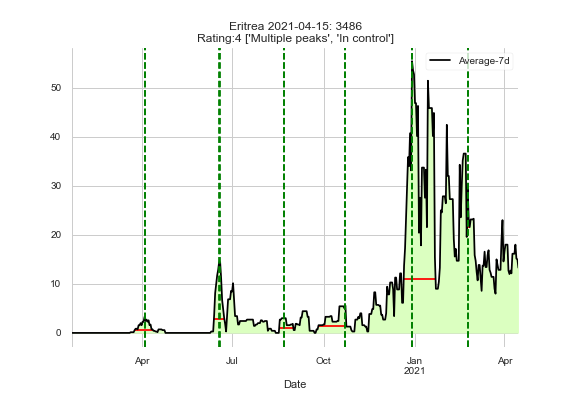 Eritrea 2021-04-15: 3486
Rating:4 ['Multiple peaks', 'In control']
Average-7d
50
40
30
20
10
0
Apr
Jul
Oct
Jan
2021
Apr
Date